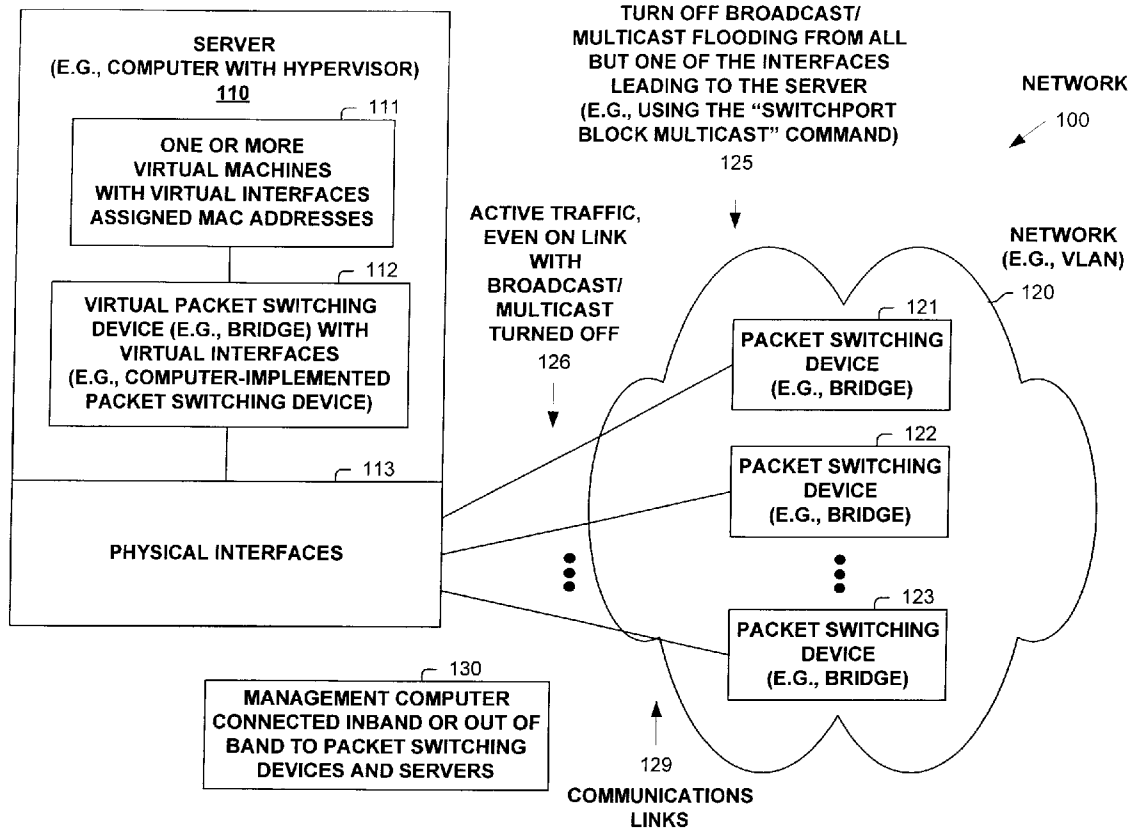 SERVER
(E.G., COMPUTER WITH HYPERVISOR)
110
111
ONE OR MORE
VIRTUAL MACHINES
WITH VIRTUAL INTERFACES
ASSIGNED MAC ADDRESSES
112
VIRTUAL PACKET SWITCHING
DEVICE (E.G., BRIDGE) WITH
VIRTUAL INTERFACES
(E.G., COMPUTER-IMPLEMENTED
PACKET SWITCHING DEVICE)
113
PHYSICAL INTERFACES
TURN OFF BROADCAST/
MULTICAST FLOODING FROM ALL
BUT ONE OF THE INTERFACES
LEADING TO THE SERVER
(E.G., USING THE “SWITCHPORT
BLOCK MULTICAST” COMMAND)
125
NETWORK
100
ACTIVE TRAFFIC,
EVEN ON LINK
WITH
BROADCAST/
MULTICAST
TURNED OFF
126
NETWORK
(E.G., VLAN)
120
121
PACKET SWITCHING
DEVICE
(E.G., BRIDGE)
122
PACKET SWITCHING
DEVICE
(E.G., BRIDGE)
123
PACKET SWITCHING
DEVICE
(E.G., BRIDGE)
130
MANAGEMENT COMPUTER
CONNECTED INBAND OR OUT OF
BAND TO PACKET SWITCHING
DEVICES AND SERVERS
129
COMMUNICATIONS
LINKS